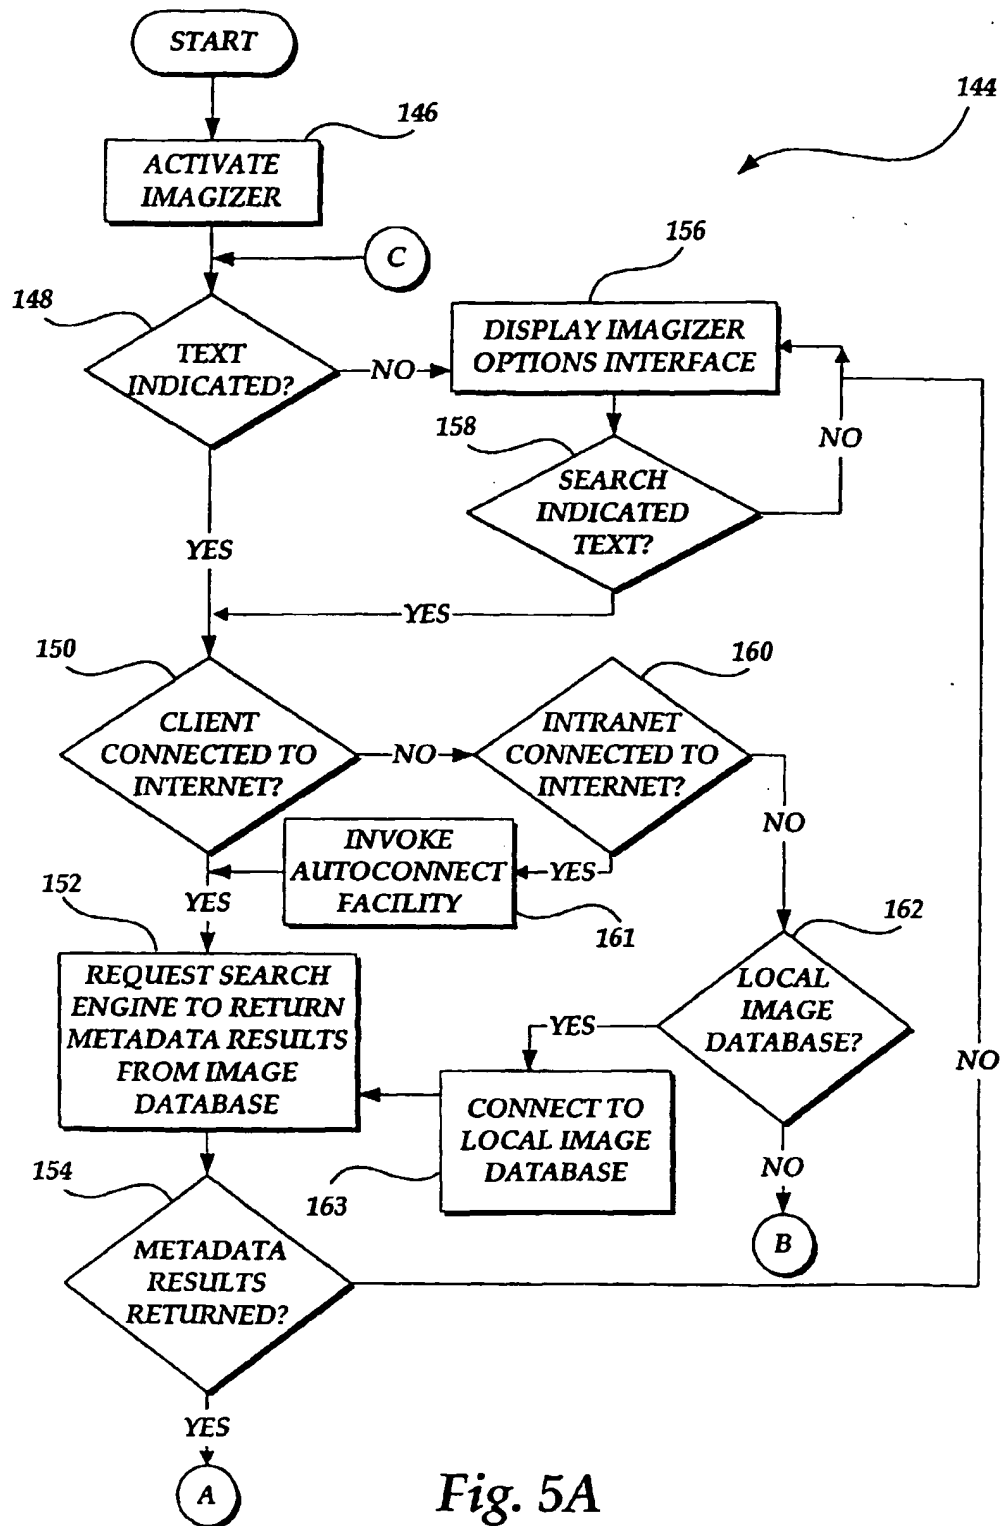 START
144
146
ACTIVATE
IMAGIZER
C
156
148
TEXT
INDICATED?
NO
DISPLAY IMAGIZER
OPTIONS INTERFACE
158
NO
SEARCH
INDICATED
TEXT?
YES
YES
150
160
CLIENT
CONNECTED TO
INTERNET?
NO
INTRANET
CONNECTED TO
INTERNET?
NO
INVOKE
AUTOCONNECT
FACILITY
YES
161
YES
152
162
REQUEST SEARCH
ENGINE TO RETURN
METADATA RESULTS
FROM IMAGE
DATABASE
LOCAL
IMAGE
DATABASE?
YES
NO
CONNECT TO
LOCAL IMAGE
DATABASE
163
NO
B
154
METADATA
RESULTS
RETURNED?
YES
A
Fig. 5A